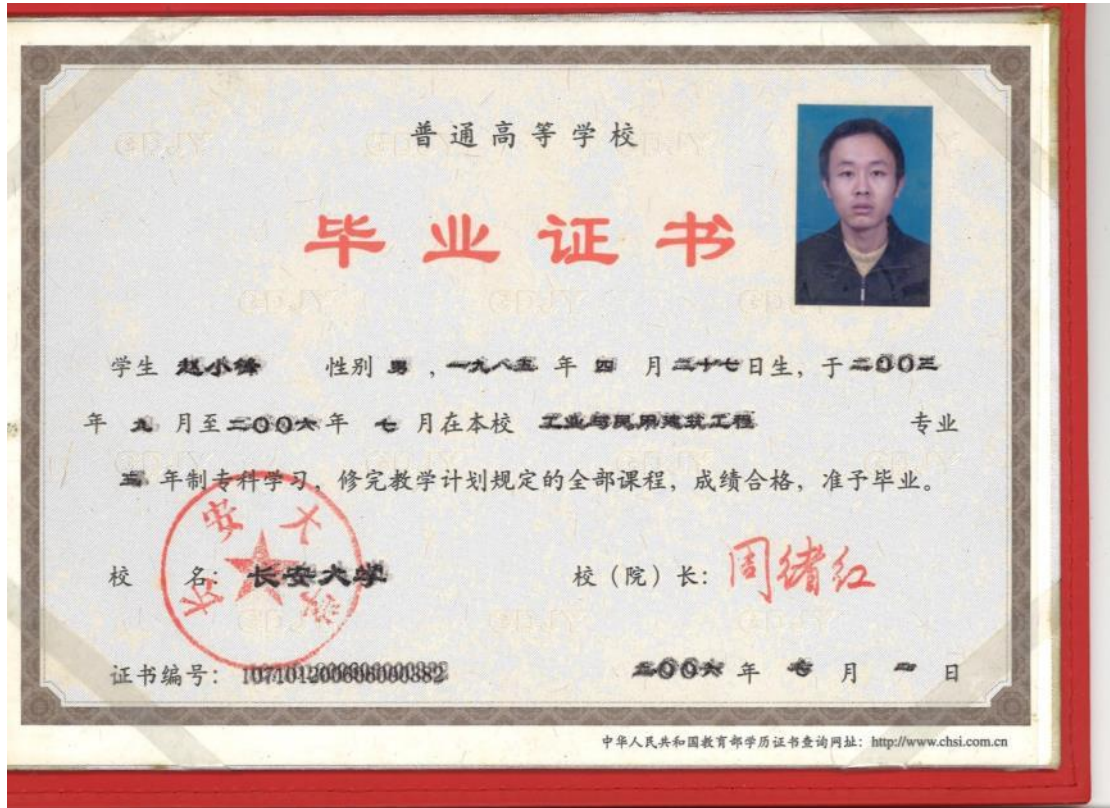 普通高等学校
毕业证书
学生 赵小锋 性别 男，一九八五 年 四 月 二十七日生，于 二〇〇三
年 九 月至 二〇〇六 年 七 月在本校 工业与民用建筑工程 专业
三 年制专科学习，修完教学计划规定的全部课程，成绩合格，准予毕业。
长安大学
校 名：长安大学 校（院）长：周绪红
证书编号：107101200606000382 二〇〇六 年 七 月 一 日
中华人民共和国教育部学历证书查询网址：http://www.chsi.com.cn